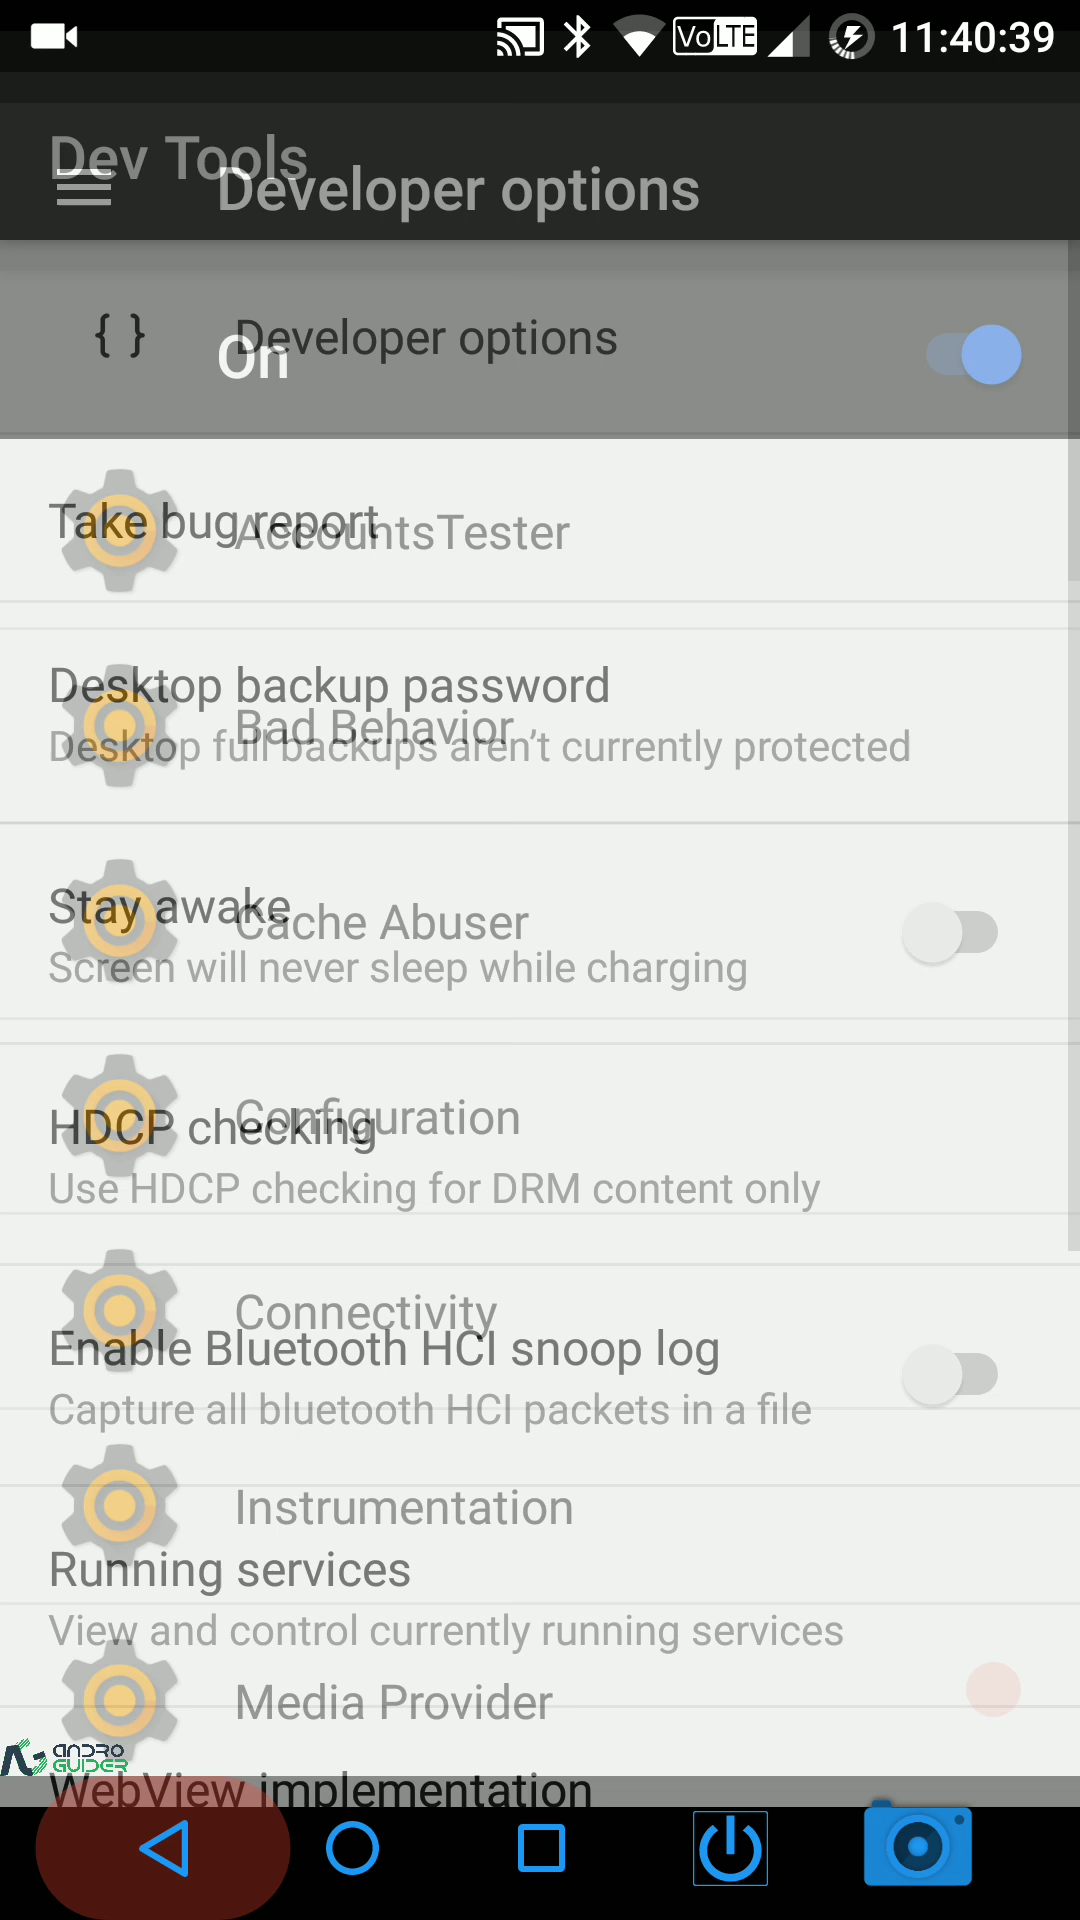 VoLTE 11:40:39
Dev Tools
Developer options
{ } Developer options
On
Take bug report
AccountsTester
Desktop backup password
Bad Behavior
Desktop full backups aren’t currently protected
Stay awake
Cache Abuser
Screen will never sleep while charging
Configuration
HDCP checking
Use HDCP checking for DRM content only
Connectivity
Enable Bluetooth HCI snoop log
Capture all bluetooth HCI packets in a file
Instrumentation
Running services
View and control currently running services
Media Provider
ANDRO
GUIDER
WebView implementation